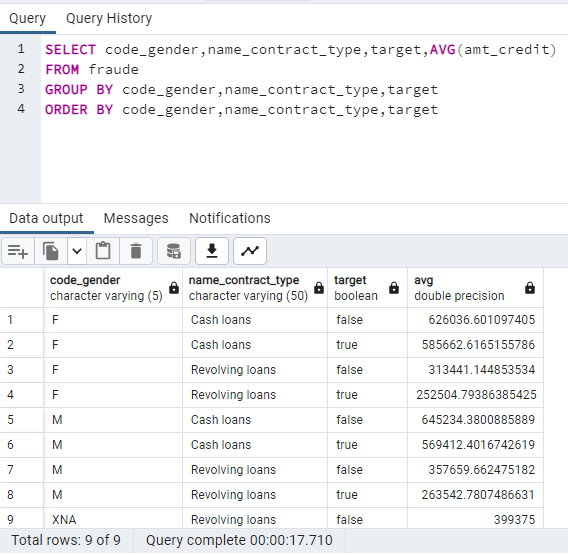 Query Query History
1 SELECT code_gender,name_contract_type,target,AVG(amt_credit)
2 FROM fraude
3 GROUP BY code_gender,name_contract_type,target
4 ORDER BY code_gender,name_contract_type,target
Data output Messages Notifications
code_gender name_contract_type target avg
character varying (5) character varying (50) boolean double precision
1 F Cash loans false 626036.601097405
2 F Cash loans true 585662.6165155786
3 F Revolving loans false 313441.144853534
4 F Revolving loans true 252504.79386385425
5 M Cash loans false 645234.3800885889
6 M Cash loans true 569412.4016742619
7 M Revolving loans false 357659.662475182
8 M Revolving loans true 263542.7807486631
9 XNA Revolving loans false 399375
Total rows: 9 of 9 Query complete 00:00:17.710